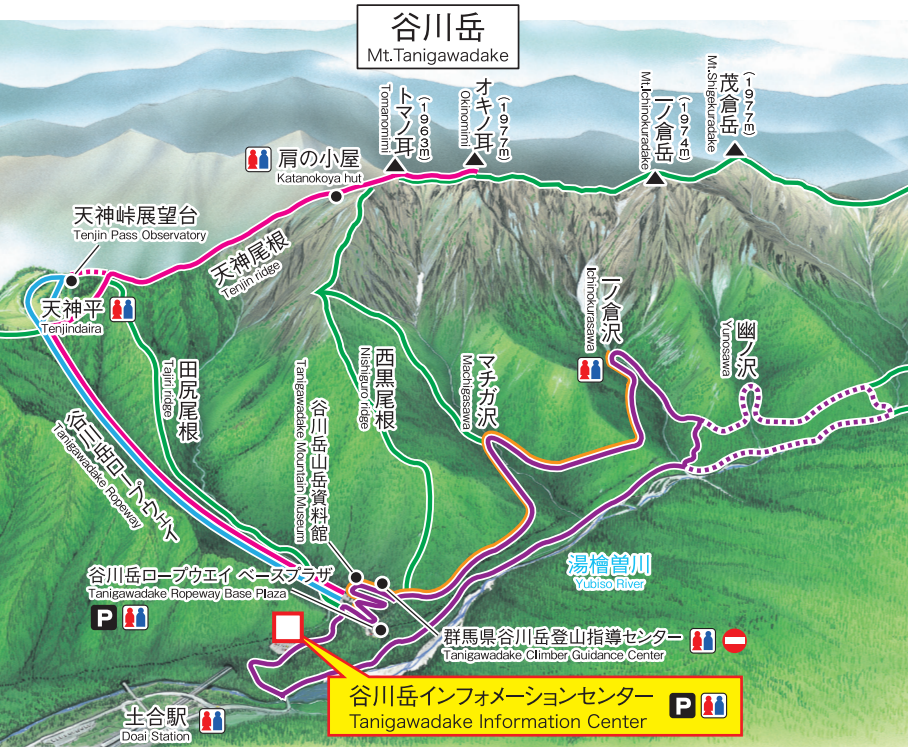 谷川岳
Mt.Tanigawadake
トマノ耳
(1963m)
Tomanomimi
オキノ耳
(1977m)
Okinomimi
一ノ倉岳
(1974m)
Mt.Ichinokuradake
茂倉岳
(1977m)
Mt.Shigekuradake
肩の小屋
Katanokoya hut
天神峠展望台
Tenjin Pass Observatory
天神尾根
Tenjin ridge
天神平
Tenjindaira
田尻尾根
Tajiri ridge
谷川岳ロープウェイ
Tanigawadake Ropeway
谷川岳山岳資料館
Tanigawadake Mountain Museum
西黒尾根
Nishiguro ridge
マチガ沢
Machigasawa
一ノ倉沢
Ichinokurasawa
幽ノ沢
Yunosawa
湯檜曽川
Yubiso River
谷川岳ロープウエイ ベースプラザ
Tanigawadake Ropeway Base Plaza
P
群馬県谷川岳登山指導センター
Tanigawadake Climber Guidance Center
谷川岳インフォメーションセンター
Tanigawadake Information Center
P
土合駅
Doai Station